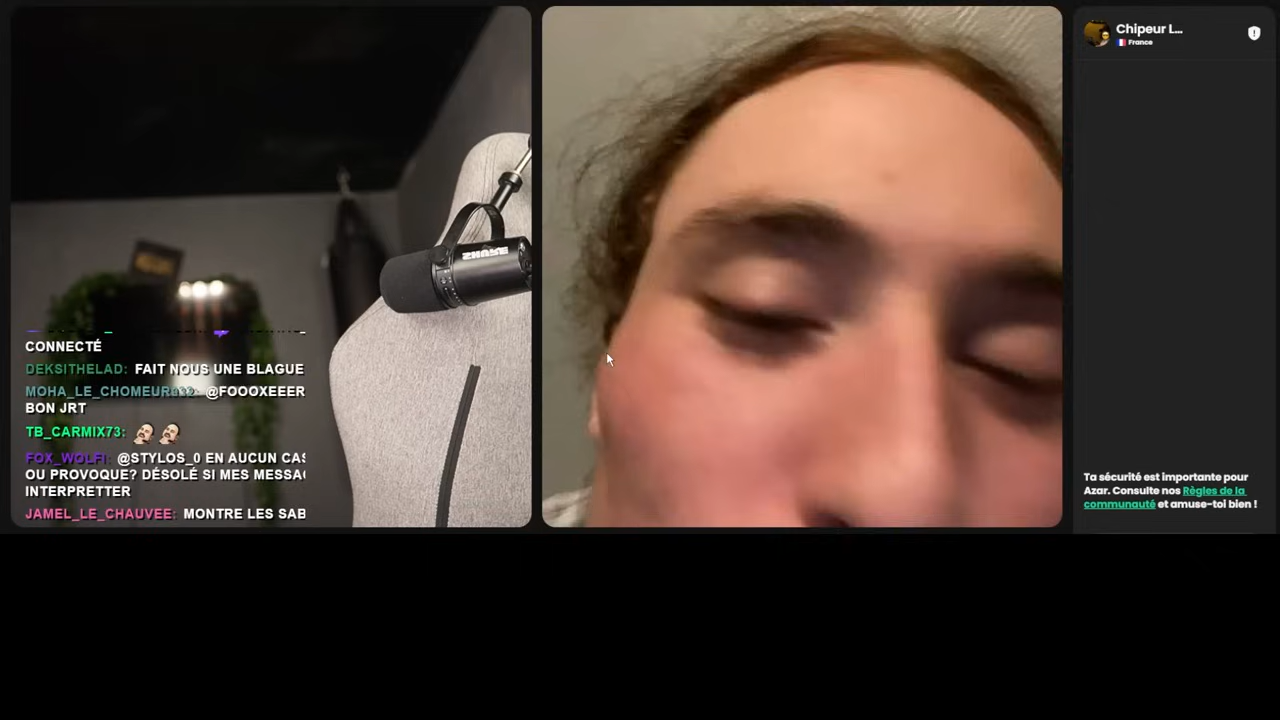 CONNECTÉ
DEKSITHELAD: FAIT NOUS UNE BLAGUE
@FOOOXEEER
BON JRT
TB_CARMIX73:
FOX_WOLFI: @STYLOS_0 EN AUCUN CAS
OU PROVOQUE? DÉSOLÉ SI MES MESSA
INTERPRETTER
JAMEL_LE_CHAUVEE: MONTRE LES SAB
SHURE
Chipeur L...
France
Ta sécurité est importante pour
Azar. Consulte nos Règles de la
communauté et amuse-toi bien !